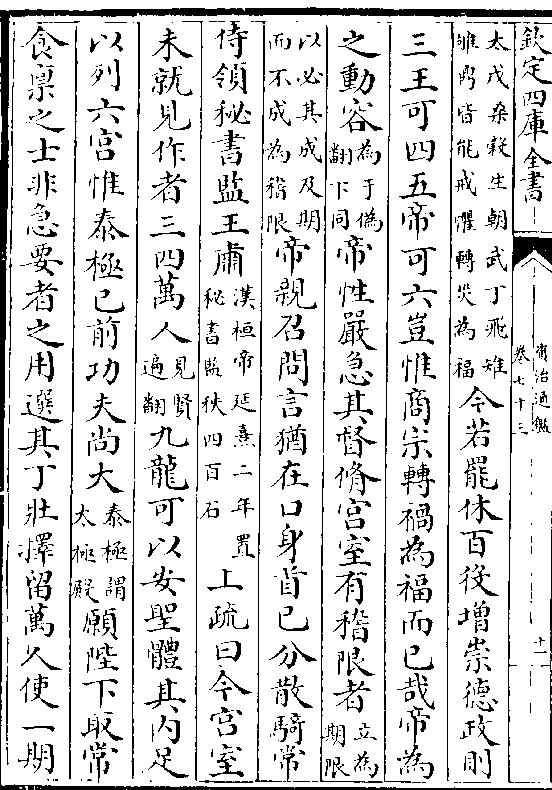 欽定四庫全書
資治通鑑
卷七十三
十一
太戊桑穀生朝武丁飛雉
雊鼎皆能戒懼轉災為福
今若罷休百役增崇德政則
三王可四五帝可六豈惟商宗轉禍為福而已哉帝為
之動容
為于偽
翻下同
帝性嚴急其督脩宮室有稽限者
立為
期限
以必其成及期
而不成為稽限
帝親召問言猶在口身首已分散騎常
侍領秘書監王肅
漢桓帝延熹二年置
秘書監秩四百石
上疏曰今宮室
未就見作者三四萬人
見賢
遍翻
九龍可以安聖體其内足
以列六宮惟泰極已前功夫尚大
泰極謂
太極殿
願陛下取常
食廩之士非急要者之用選其丁壯擇留萬人使一期